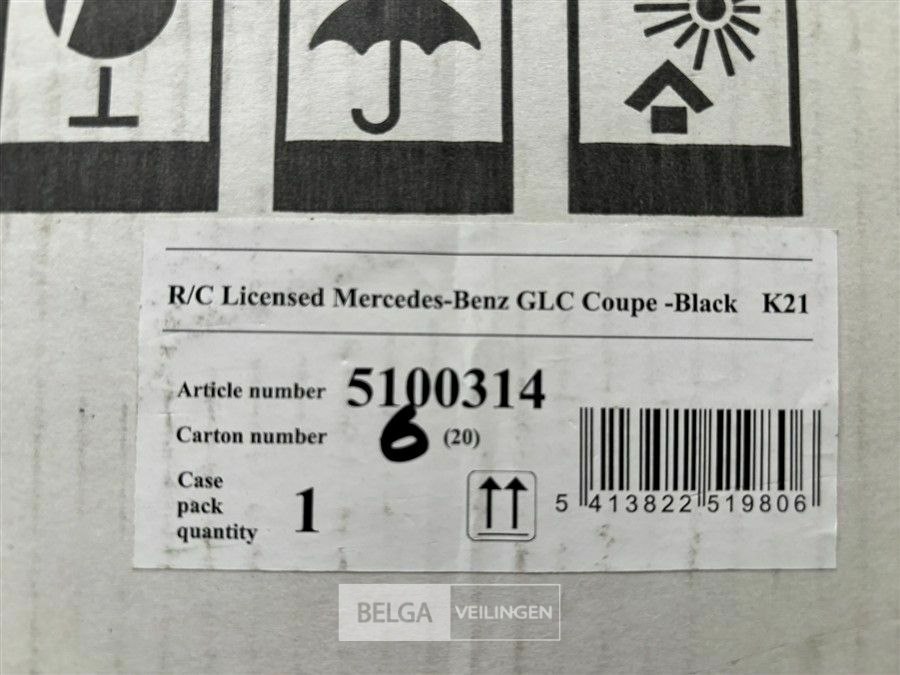 R/C Licensed Mercedes-Benz GLC Coupe -Black K21
Article number 5100314
Carton number 6 (20)
Case
pack
quantity
1
5 413822 519806
BELGA VEILINGEN